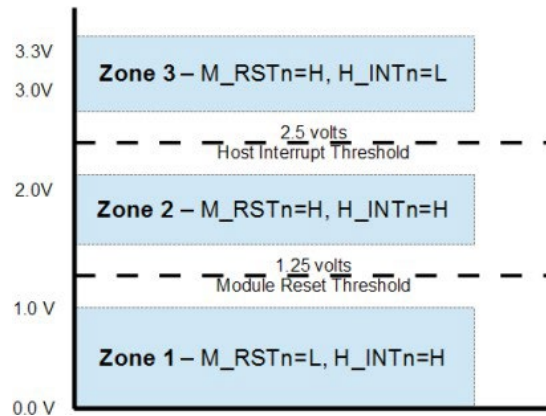 3.3V
Zone 3 – M_RSTn=H, H_INTn=L
3.0V
2.5 volts
Host Interrupt Threshold
2.0V
Zone 2 – M_RSTn=H, H_INTn=H
1.25 volts
Module Reset Threshold
1.0 V
Zone 1 – M_RSTn=L, H_INTn=H
0.0 V